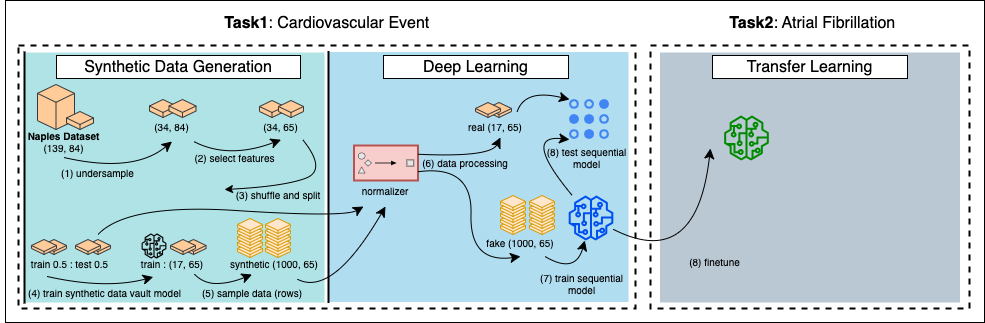 Task1: Cardiovascular Event
Task2: Atrial Fibrillation
Synthetic Data Generation
Deep Learning
Transfer Learning
Naples Dataset
(139, 84)
(34, 84)
(34, 65)
(1) undersample
(2) select features
(3) shuffle and split
train 0.5 : test 0.5
train : (17, 65)
synthetic (1000, 65)
(4) train synthetic data vault model
(5) sample data (rows)
normalizer
real (17, 65)
(6) data processing
(8) test sequential
model
fake (1000, 65)
(7) train sequential
model
(8) finetune